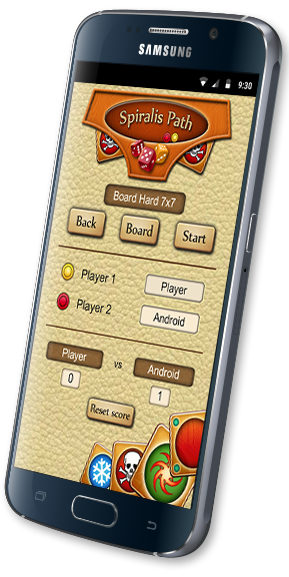 SAMSUNG
9:30
Spiralis Path
Board Hard 7x7
Back Board Start
Player 1 Player
Player 2 Android
Player vs Android
0 1
Reset score